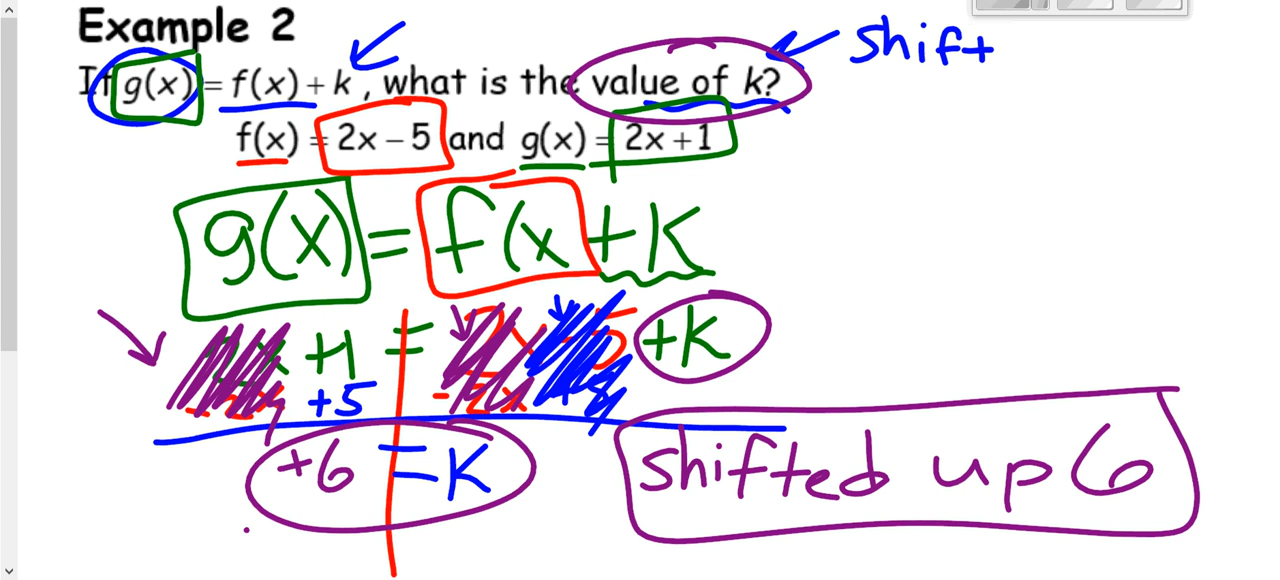 Example 2
shift
If g(x) = f(x) + k, what is the value of k?
f(x) = 2x − 5 and g(x) = 2x + 1
g(x) = f(x + K
+1 = +K
+5
+6 = K
shifted up 6